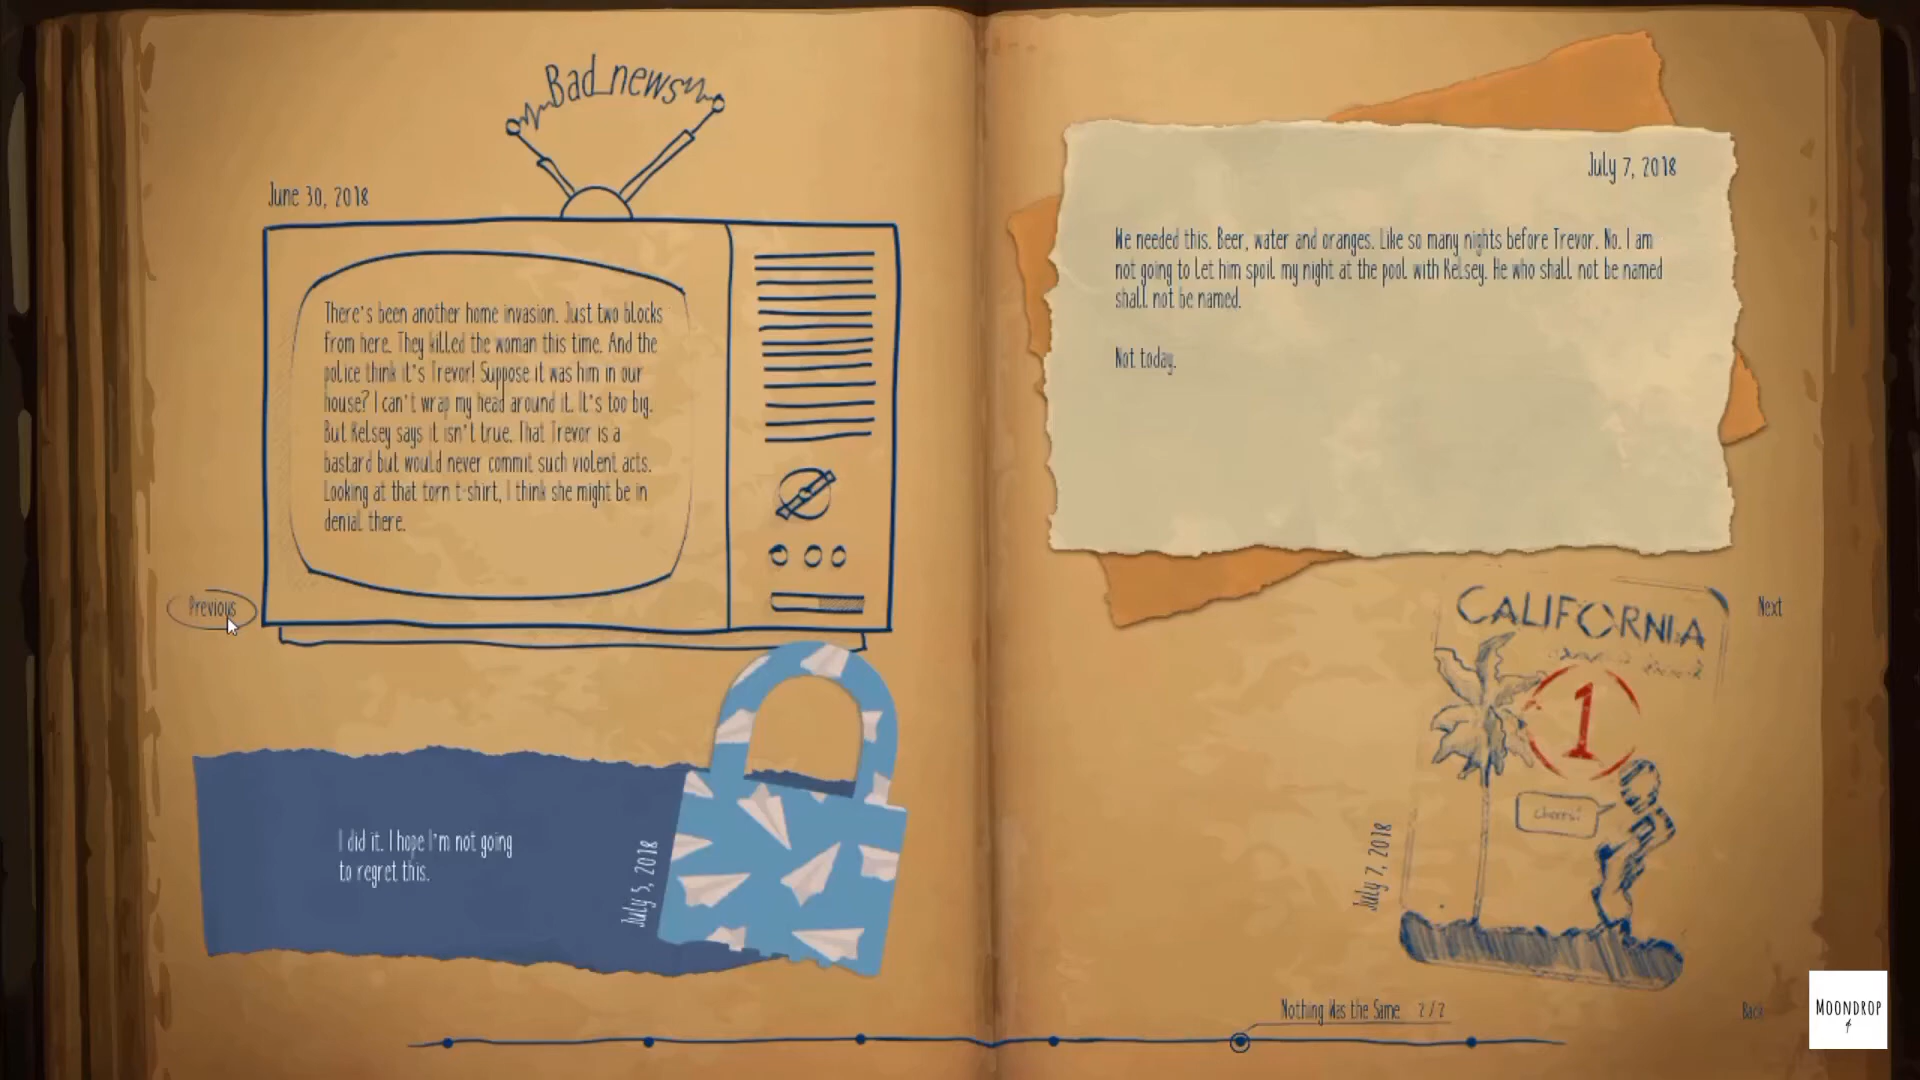 Bad news
June 30, 2018
There's been another home invasion. Just two blocks
from here. They killed the woman this time. And the
police think it's Trevor! Suppose it was him in our
house? I can't wrap my head around it. It's too big.
But Kelsey says it isn't true. That Trevor is a
bastard but would never commit such violent acts.
Looking at that torn t-shirt, I think she might be in
denial there.
Previous
I did it. I hope I'm not going
to regret this.
July 5, 2018
July 7, 2018
We needed this. Beer, water and oranges. Like so many nights before Trevor. No. I am
not going to let him spoil my night at the pool with Kelsey. He who shall not be named
shall not be named.
Not today.
CALIFORNIA
1
cheers!
July 7, 2018
Next
Nothing Was the Same 2/2
Back
MOONDROP